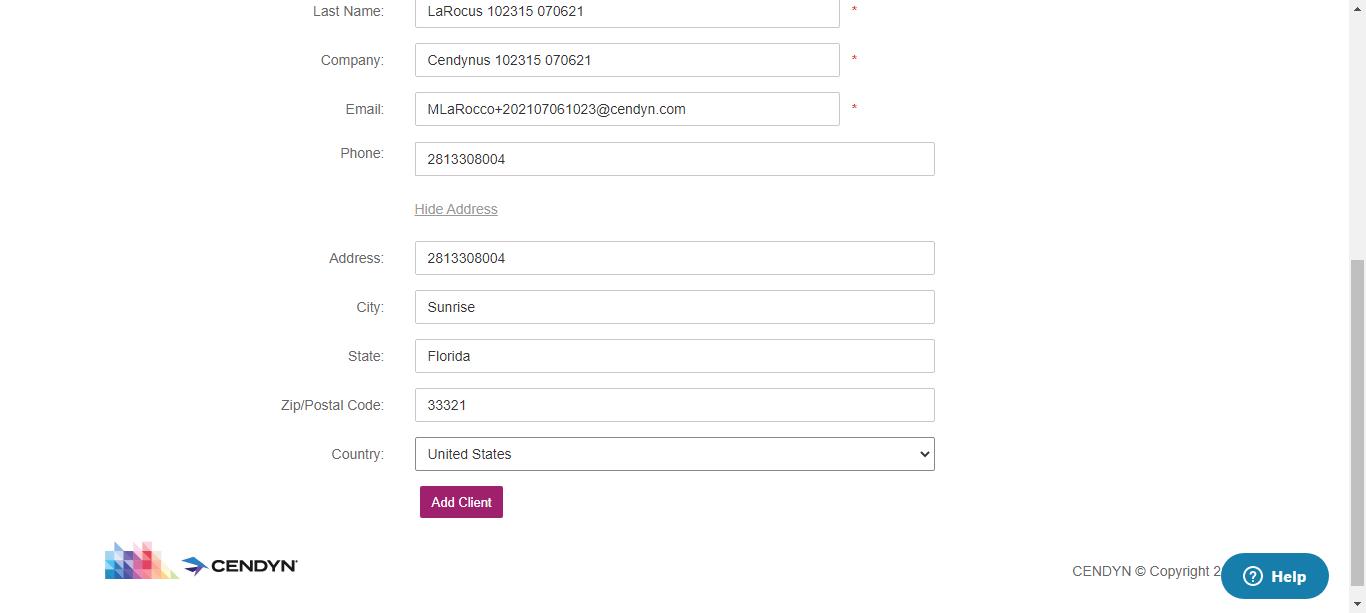 Last Name: LaRocus 102315 070621 *
Company: Cendynus 102315 070621 *
Email: MLaRocco+202107061023@cendyn.com *
Phone: 2813308004
Hide Address
Address: 2813308004
City: Sunrise
State: Florida
Zip/Postal Code: 33321
Country: United States
Add Client
CENDYN
CENDYN © Copyright 2
Help